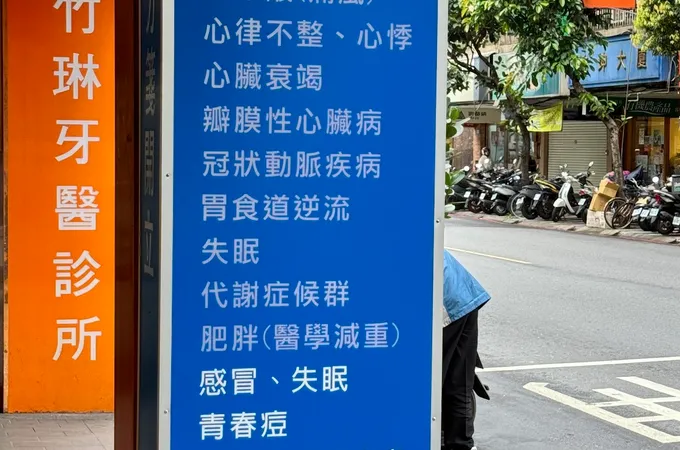 竹琳牙醫診所
心律不整、心悸
心臟衰竭
瓣膜性心臟病
冠狀動脈疾病
胃食道逆流
失眠
代謝症候群
肥胖(醫學減重)
感冒、失眠
青春痘